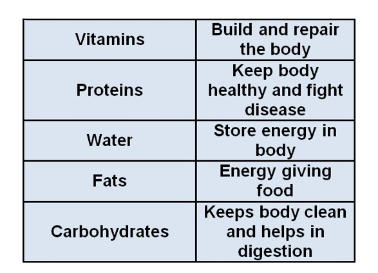 Vitamins
Build and repair
the body
Proteins
Keep body
healthy and fight
disease
Water
Store energy in
body
Fats
Energy giving
food
Carbohydrates
Keeps body clean
and helps in
digestion